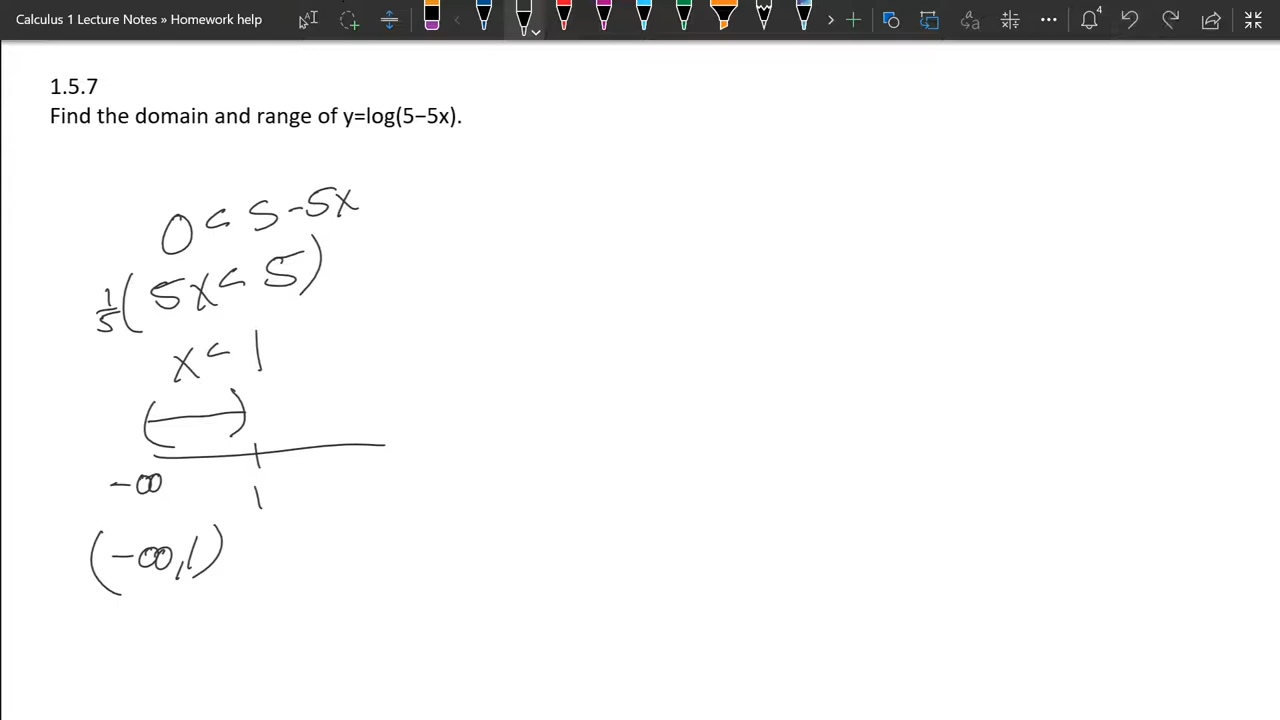 Calculus 1 Lecture Notes » Homework help
4
1.5.7
Find the domain and range of y=log(5−5x).
0 < 5 - 5x
1/5 ( 5x < 5 )
x < 1
( )
-∞ 1
(-∞, 1)